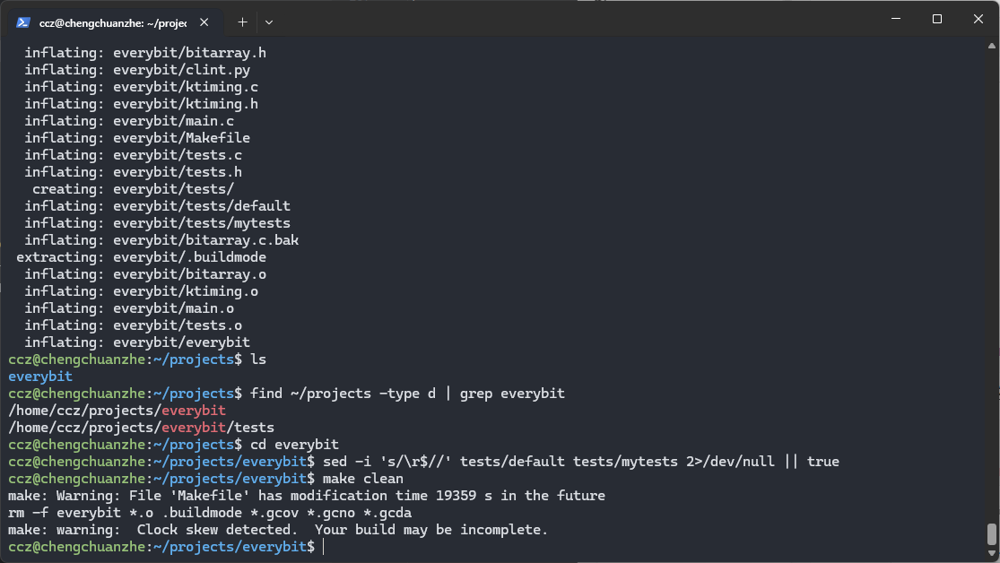 ccz@chengchuanzhe: ~/projec
inflating: everybit/bitarray.h
inflating: everybit/clint.py
inflating: everybit/ktiming.c
inflating: everybit/ktiming.h
inflating: everybit/main.c
inflating: everybit/Makefile
inflating: everybit/tests.c
inflating: everybit/tests.h
creating: everybit/tests/
inflating: everybit/tests/default
inflating: everybit/tests/mytests
inflating: everybit/bitarray.c.bak
extracting: everybit/.buildmode
inflating: everybit/bitarray.o
inflating: everybit/ktiming.o
inflating: everybit/main.o
inflating: everybit/tests.o
inflating: everybit/everybit
ccz@chengchuanzhe:~/projects$ ls
everybit
ccz@chengchuanzhe:~/projects$ find ~/projects -type d | grep everybit
/home/ccz/projects/everybit
/home/ccz/projects/everybit/tests
ccz@chengchuanzhe:~/projects$ cd everybit
ccz@chengchuanzhe:~/projects/everybit$ sed -i 's/\r$//' tests/default tests/mytests 2>/dev/null || true
ccz@chengchuanzhe:~/projects/everybit$ make clean
make: Warning: File 'Makefile' has modification time 19359 s in the future
rm -f everybit *.o .buildmode *.gcov *.gcno *.gcda
make: warning:  Clock skew detected.  Your build may be incomplete.
ccz@chengchuanzhe:~/projects/everybit$